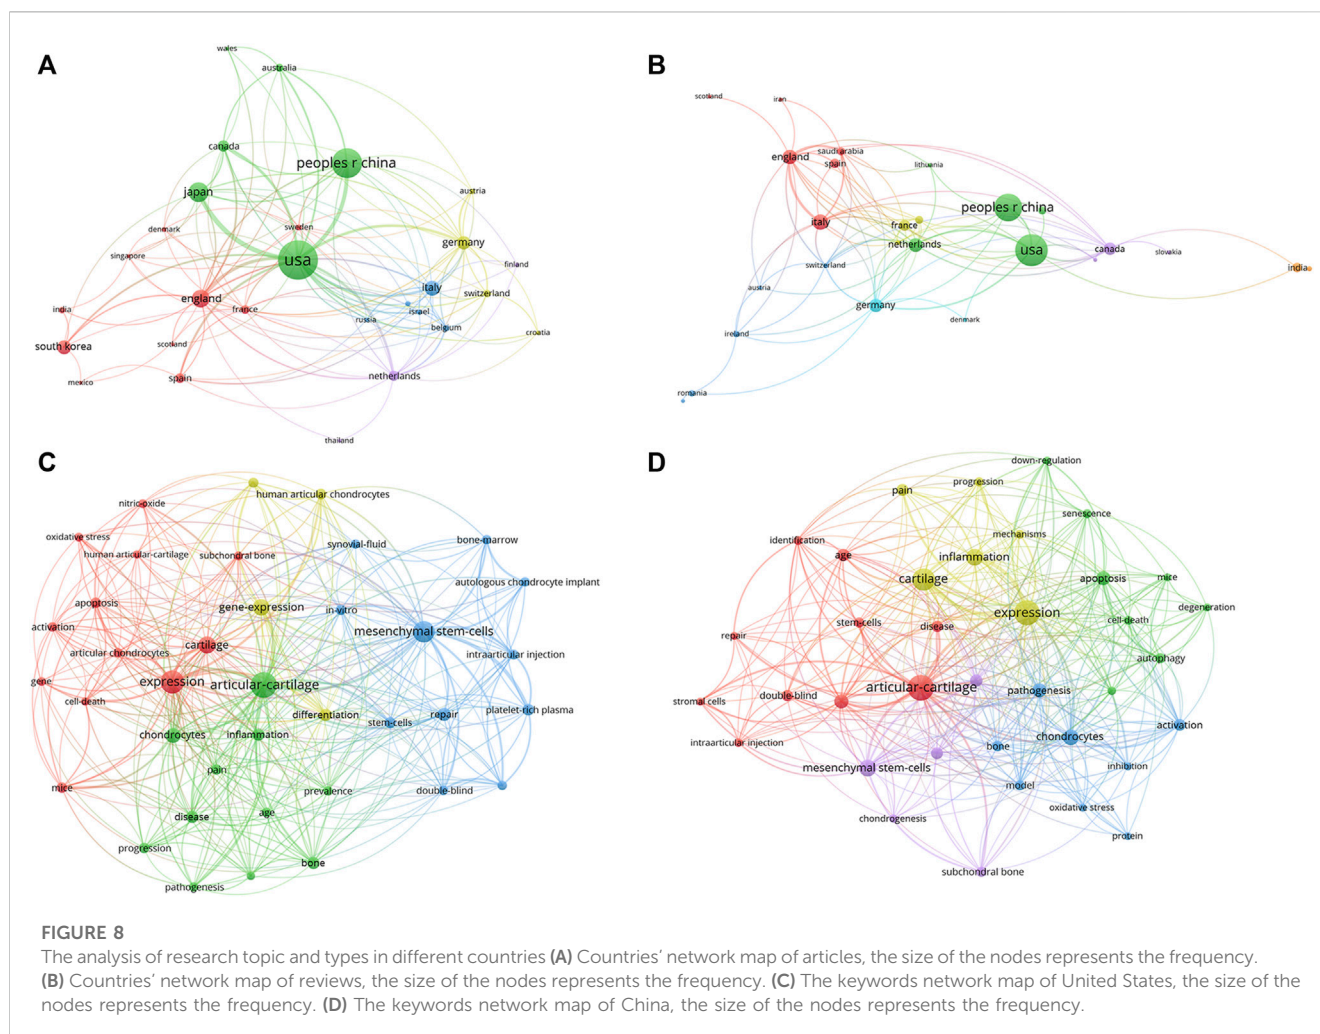 A
wales
australia
canada
peoples r china
japan
austria
denmark
sweden
germany
singapore
usa
finland
england
italy
switzerland
india
france
israel
russia
belgium
croatia
south korea
scotland
mexico
spain
netherlands
thailand
B
scotland
iran
england
saudi arabia
spain
lithuania
italy
peoples r china
france
netherlands
usa
canada
slovakia
india
switzerland
austria
germany
denmark
ireland
romania
C
human articular chondrocytes
nitric-oxide
oxidative stress
human articular-cartilage
subchondral bone
synovial-fluid
bone-marrow
autologous chondrocyte implant
apoptosis
gene-expression
in-vitro
activation
mesenchymal stem-cells
cartilage
articular chondrocytes
intraarticular injection
gene
expression
articular-cartilage
cell-death
differentiation
stem-cells
repair
platelet-rich plasma
chondrocytes
inflammation
pain
mice
prevalence
double-blind
disease
age
progression
bone
pathogenesis
D
down-regulation
pain
progression
senescence
identification
mechanisms
age
inflammation
cartilage
apoptosis
mice
degeneration
expression
stem-cells
disease
cell-death
repair
autophagy
articular-cartilage
pathogenesis
double-blind
stromal cells
activation
chondrocytes
intraarticular injection
bone
mesenchymal stem-cells
inhibition
model
oxidative stress
chondrogenesis
protein
subchondral bone
FIGURE 8
The analysis of research topic and types in different countries (A) Countries' network map of articles, the size of the nodes represents the frequency.
(B) Countries' network map of reviews, the size of the nodes represents the frequency. (C) The keywords network map of United States, the size of the
nodes represents the frequency. (D) The keywords network map of China, the size of the nodes represents the frequency.